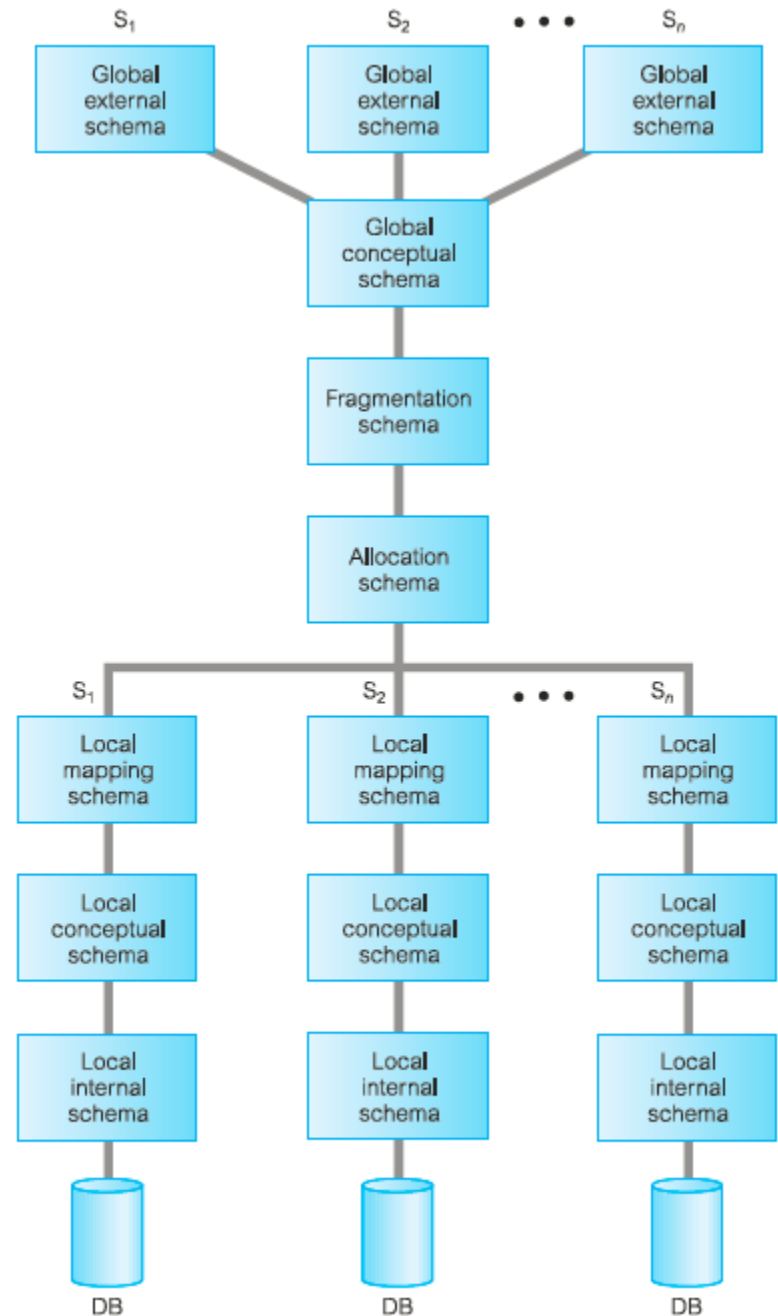 S₁ S₂ • • • Sₙ
Global Global Global
external external external
schema schema schema
Global
conceptual
schema
Fragmentation
schema
Allocation
schema
S₁ S₂ • • • Sₙ
Local Local Local
mapping mapping mapping
schema schema schema
Local Local Local
conceptual conceptual conceptual
schema schema schema
Local Local Local
internal internal internal
schema schema schema
DB DB DB